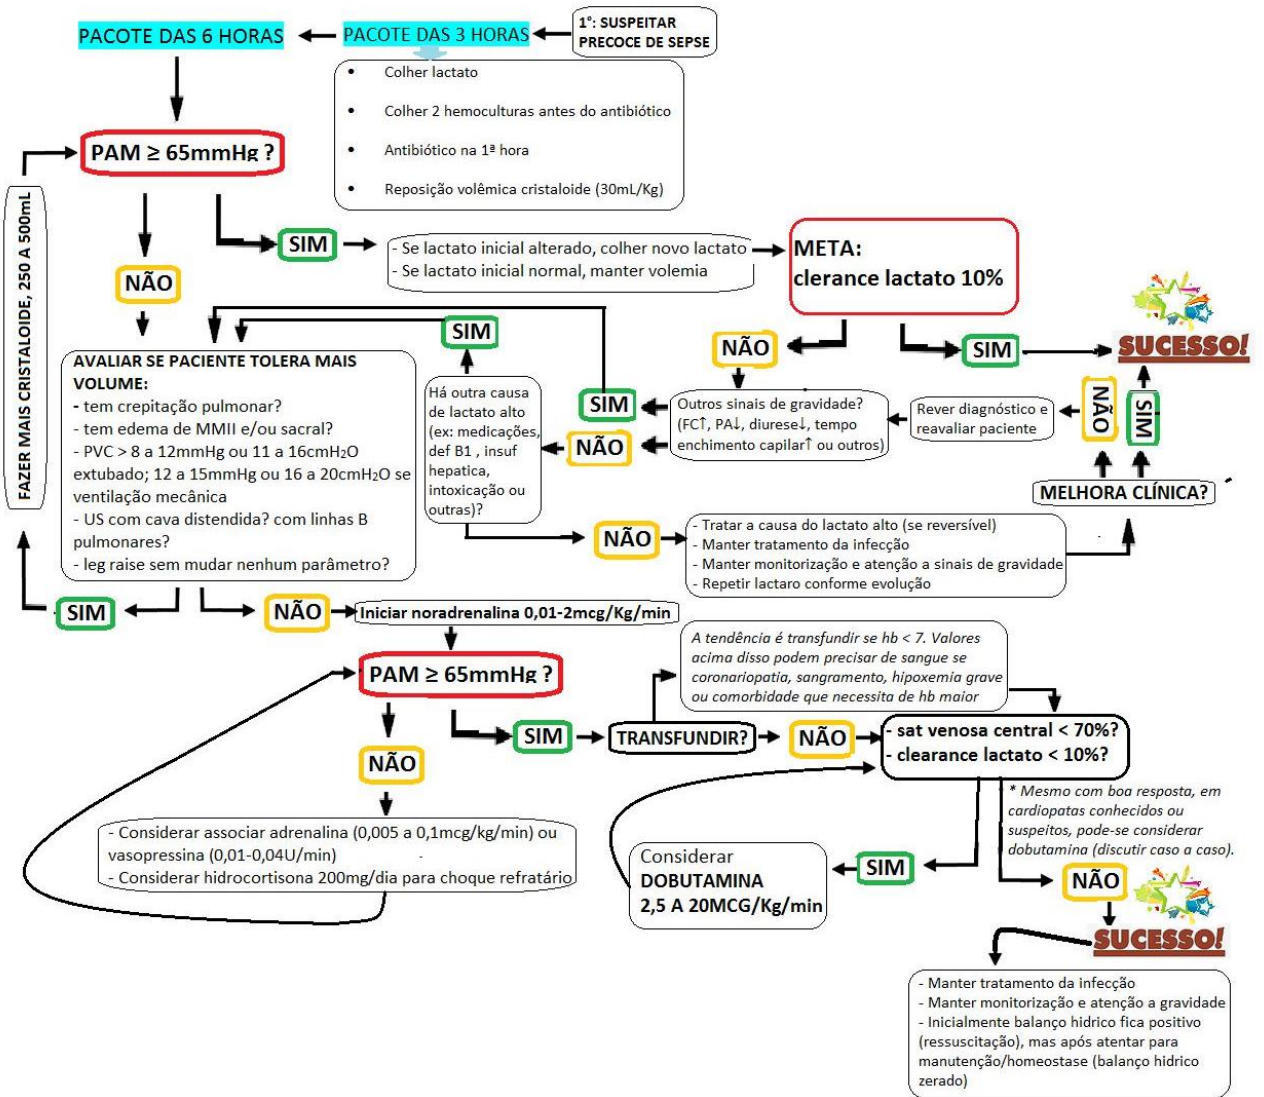 1°: SUSPEITAR
PRECOCE DE SEPSE
PACOTE DAS 3 HORAS
PACOTE DAS 6 HORAS
• Colher lactato
• Colher 2 hemoculturas antes do antibiótico
• Antibiótico na 1ª hora
• Reposição volêmica cristaloide (30mL/Kg)
PAM ≥ 65mmHg ?
FAZER MAIS CRISTALOIDE, 250 A 500mL
SIM
- Se lactato inicial alterado, colher novo lactato
- Se lactato inicial normal, manter volemia
META:
clerance lactato 10%
NÃO
SIM
SUCESSO!
NÃO
SIM
AVALIAR SE PACIENTE TOLERA MAIS
VOLUME:
- tem crepitação pulmonar?
- tem edema de MMII e/ou sacral?
- PVC > 8 a 12mmHg ou 11 a 16cmH₂O
extubado; 12 a 15mmHg ou 16 a 20cmH₂O se
ventilação mecânica
- US com cava distendida? com linhas B
pulmonares?
- leg raise sem mudar nenhum parâmetro?
Há outra causa
de lactato alto
(ex: medicações,
def B1 , insuf
hepatica,
intoxicação ou
outras)?
SIM
NÃO
Outros sinais de gravidade?
(FC↑, PA↓, diurese↓, tempo
enchimento capilar↑ ou outros)
Rever diagnóstico e
reavaliar paciente
NÃO
SIM
MELHORA CLÍNICA?
NÃO
- Tratar a causa do lactato alto (se reversível)
- Manter tratamento da infecção
- Manter monitorização e atenção a sinais de gravidade
- Repetir lactaro conforme evolução
SIM
NÃO
Iniciar noradrenalina 0,01-2mcg/Kg/min
PAM ≥ 65mmHg ?
A tendência é transfundir se hb < 7. Valores
acima disso podem precisar de sangue se
coronariopatia, sangramento, hipoxemia grave
ou comorbidade que necessita de hb maior
SIM
TRANSFUNDIR?
NÃO
- sat venosa central < 70%?
- clearance lactato < 10%?
NÃO
- Considerar associar adrenalina (0,005 a 0,1mcg/kg/min) ou
vasopressina (0,01-0,04U/min)
- Considerar hidrocortisona 200mg/dia para choque refratário
* Mesmo com boa resposta, em
cardiopatas conhecidos ou
suspeitos, pode-se considerar
dobutamina (discutir caso a caso).
Considerar
DOBUTAMINA
2,5 A 20MCG/Kg/min
SIM
NÃO
SUCESSO!
- Manter tratamento da infecção
- Manter monitorização e atenção a gravidade
- Inicialmente balanço hidrico fica positivo
(ressuscitação), mas após atentar para
manutenção/homeostase (balanço hidrico
zerado)